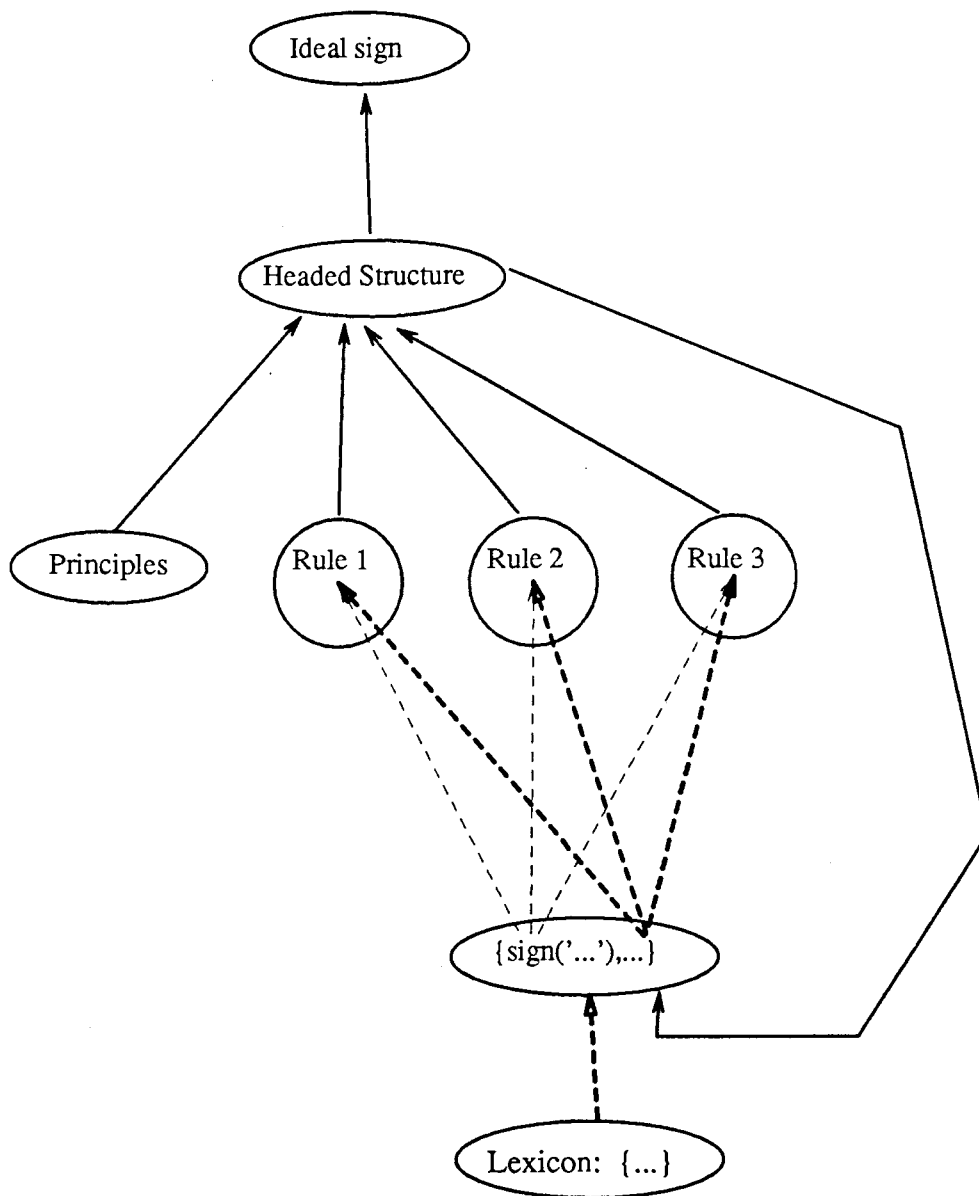 Ideal sign
Headed Structure
Principles
Rule 1
Rule 2
Rule 3
{sign('...'),...}
Lexicon: {...}